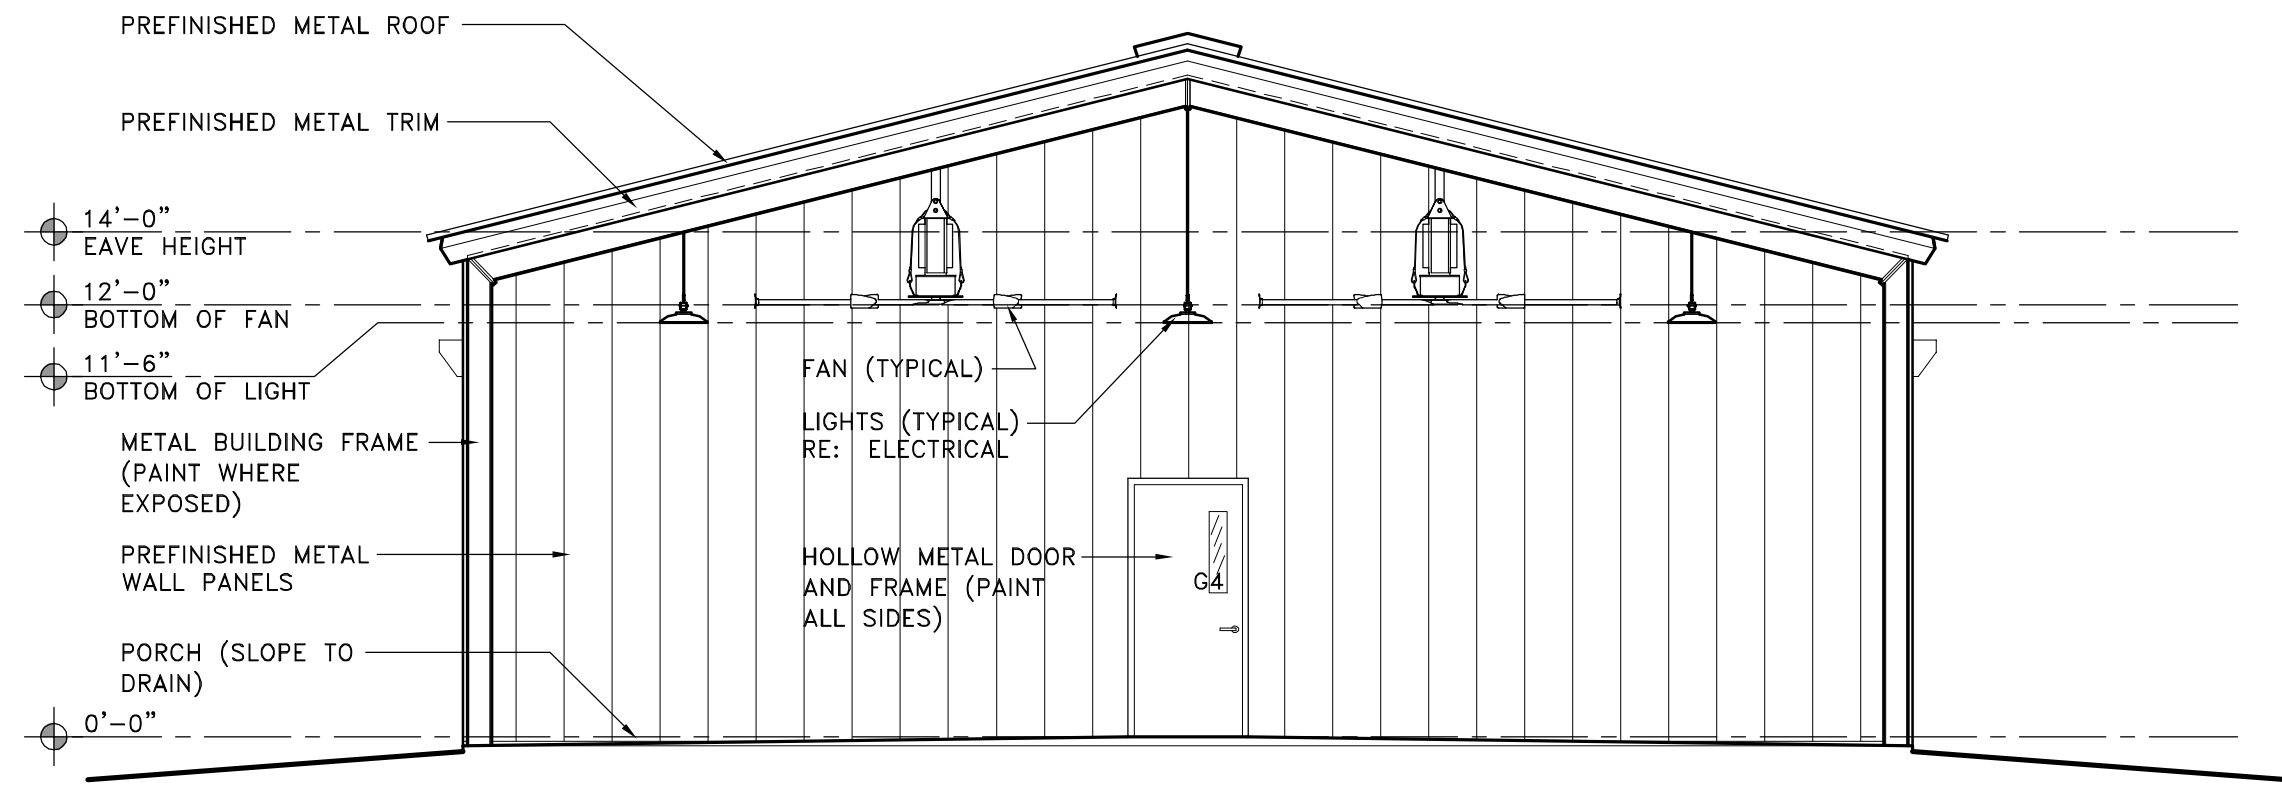 PREFINISHED METAL ROOF
PREFINISHED METAL TRIM
14'-0"
EAVE HEIGHT
12'-0"
BOTTOM OF FAN
11'-6"
BOTTOM OF LIGHT
FAN (TYPICAL)
LIGHTS (TYPICAL)
RE: ELECTRICAL
METAL BUILDING FRAME
(PAINT WHERE
EXPOSED)
PREFINISHED METAL
WALL PANELS
HOLLOW METAL DOOR
AND FRAME (PAINT
ALL SIDES)
G4
PORCH (SLOPE TO
DRAIN)
0'-0"